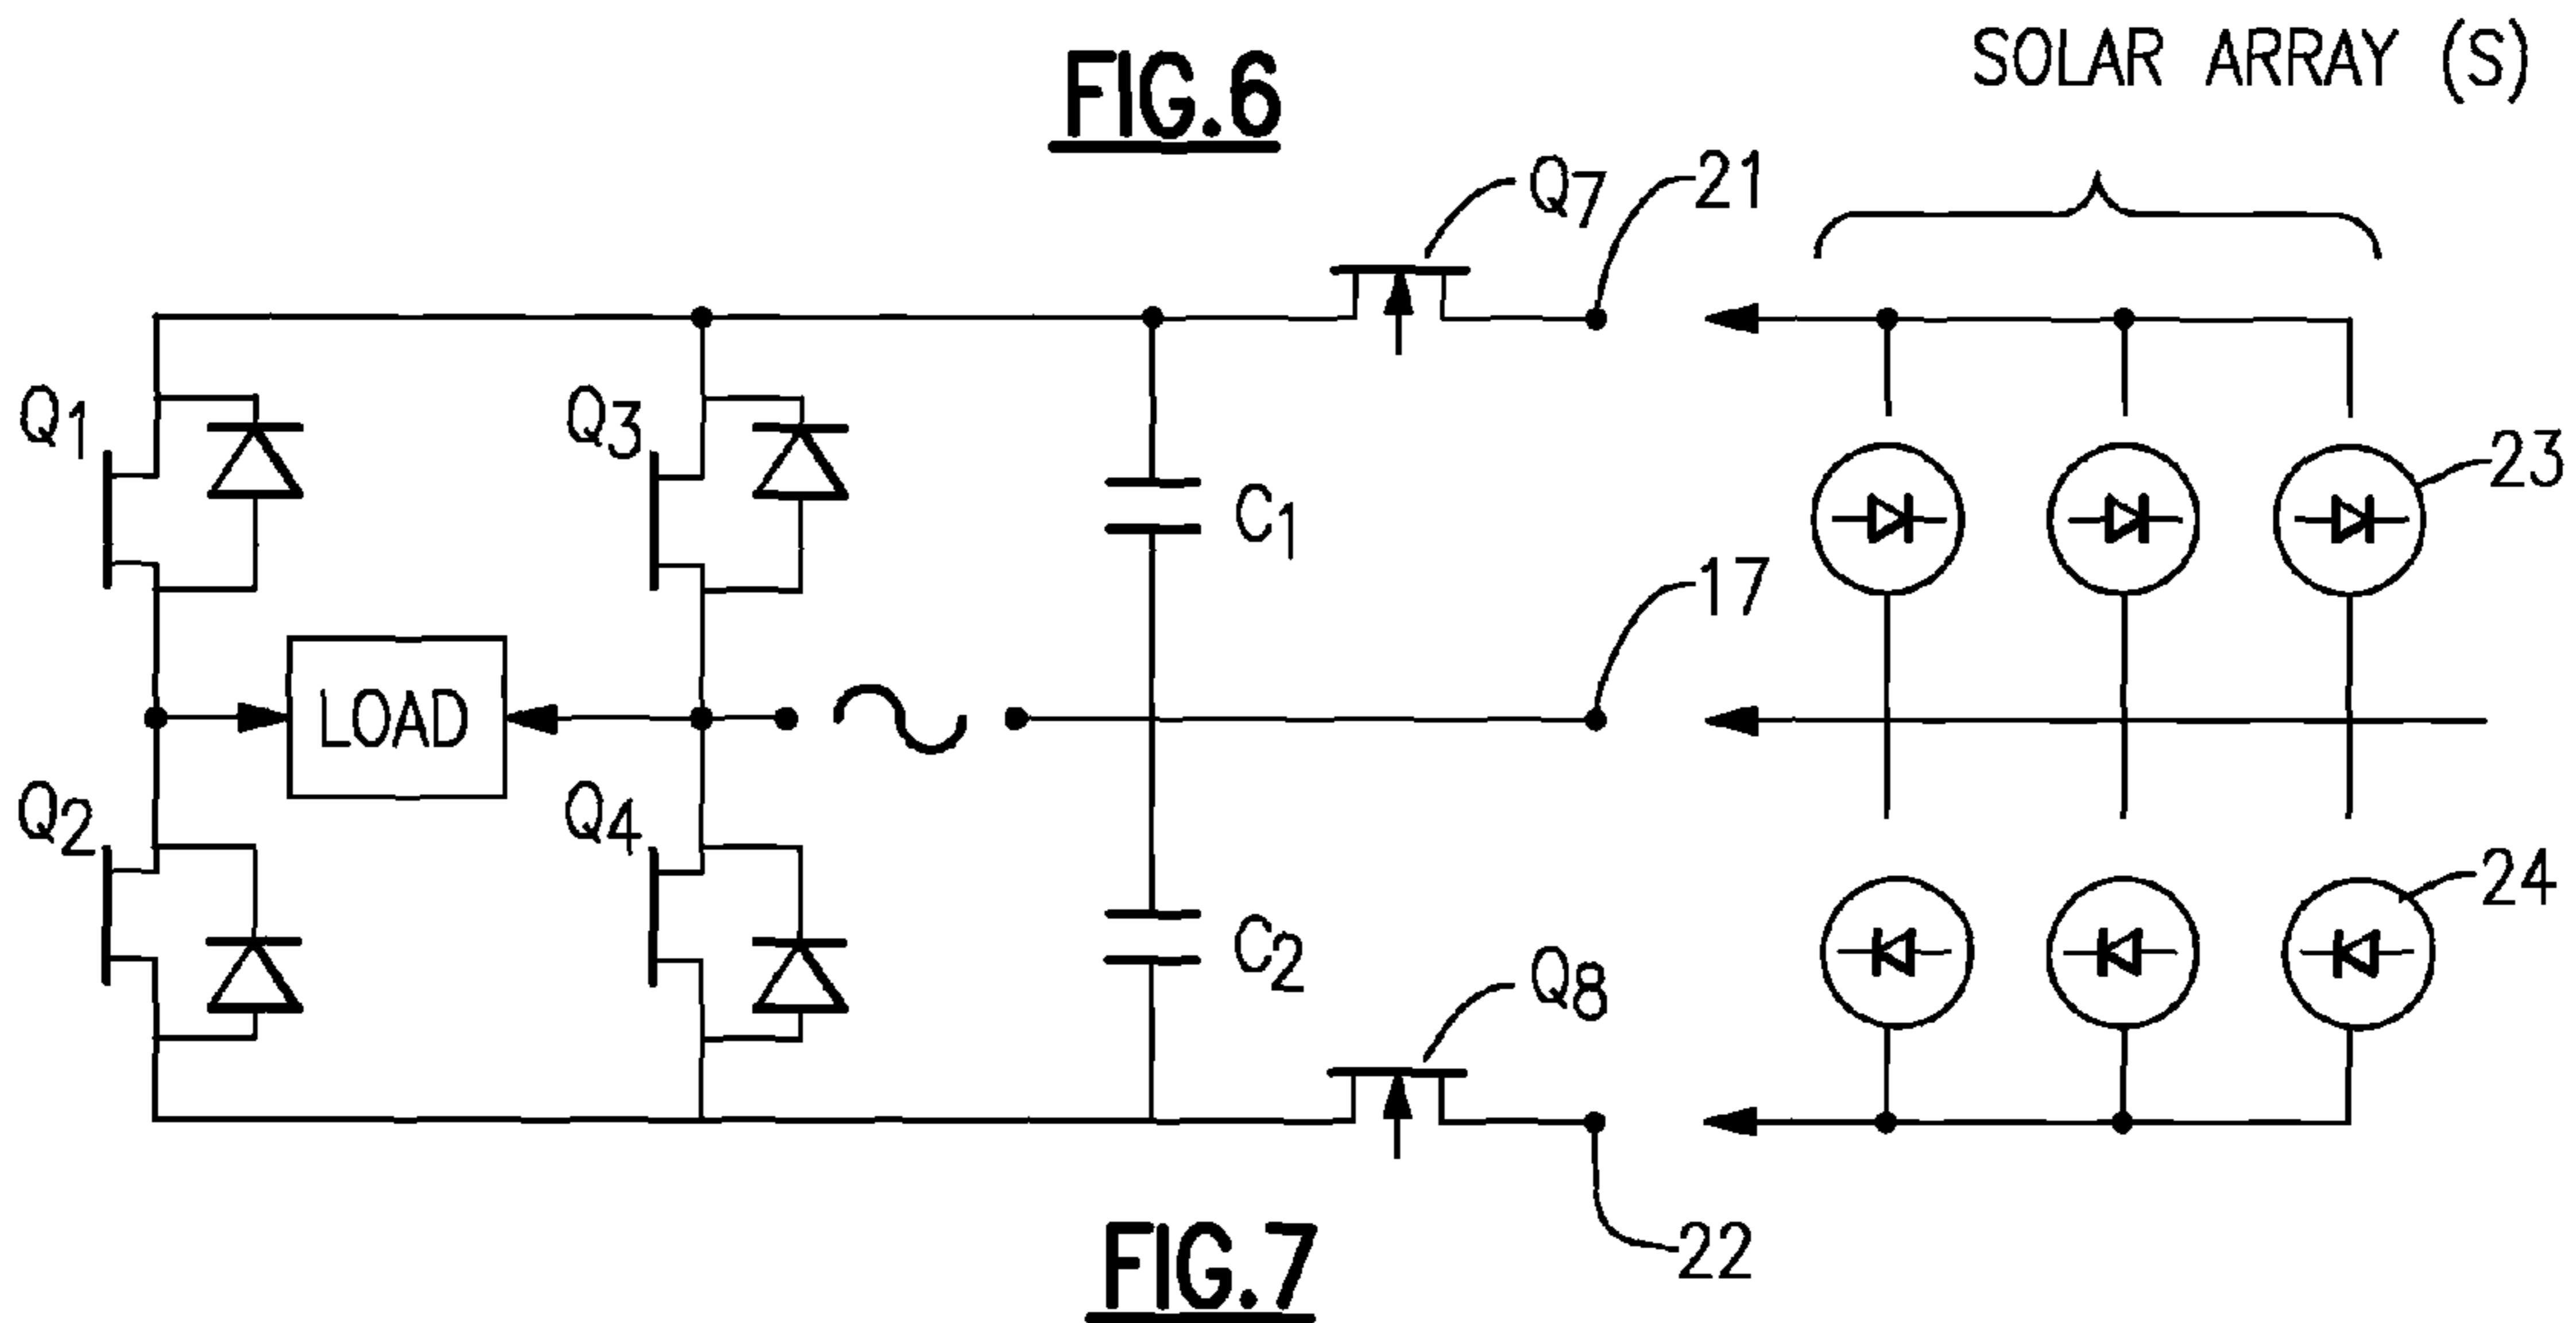 SOLAR ARRAY (S)
FIG.6
Q7
21
Q1
Q3
23
C1
17
LOAD
Q2
Q4
24
C2
Q8
22
FIG.7